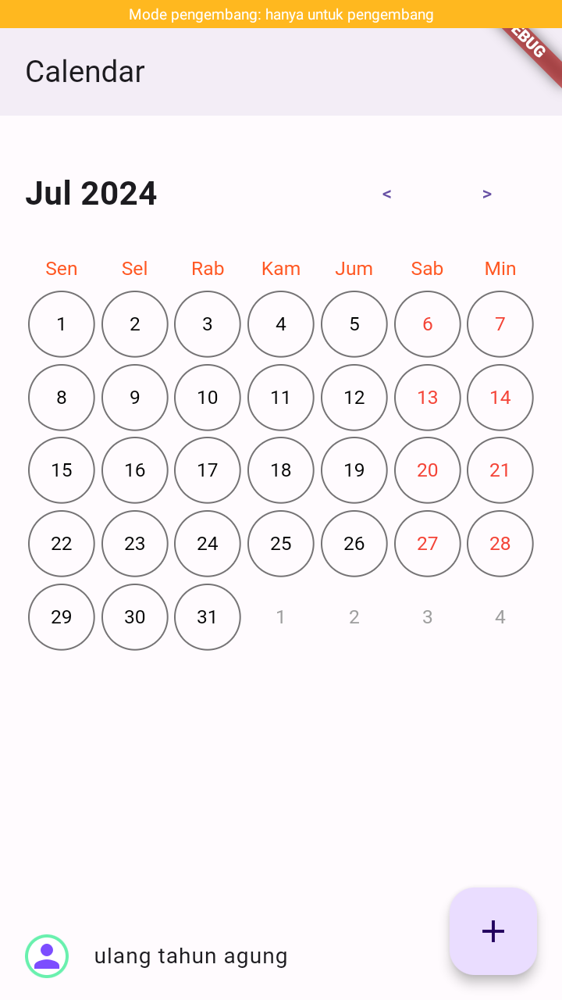 Mode pengembang: hanya untuk pengembang
EBUG
Calendar
Jul 2024 < >
Sen Sel Rab Kam Jum Sab Min
1 2 3 4 5 6 7
8 9 10 11 12 13 14
15 16 17 18 19 20 21
22 23 24 25 26 27 28
29 30 31 1 2 3 4
+
ulang tahun agung